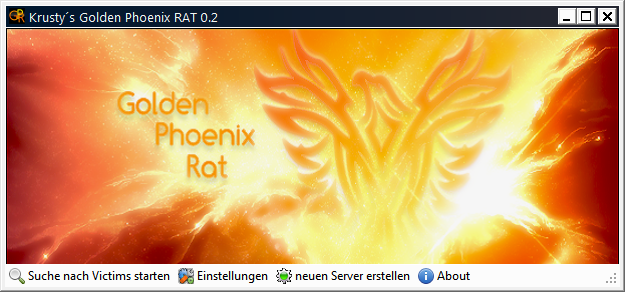 Krusty´s Golden Phoenix RAT 0.2
Golden
Phoenix
Rat
Suche nach Victims starten Einstellungen neuen Server erstellen About